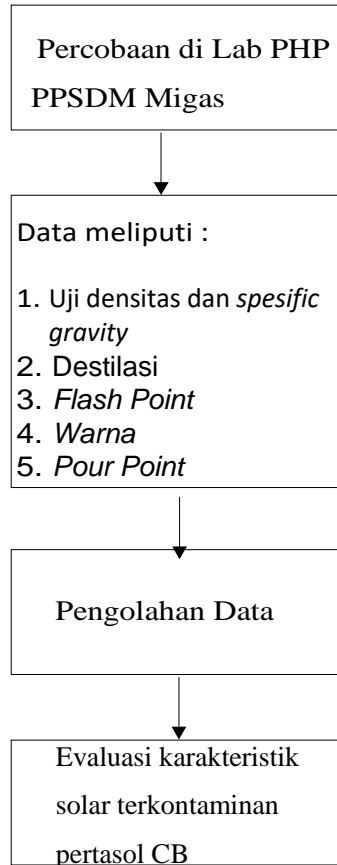 Percobaan di Lab PHP
PPSDM Migas
Data meliputi :
1. Uji densitas dan spesific
gravity
2. Destilasi
3. Flash Point
4. Warna
5. Pour Point
Pengolahan Data
Evaluasi karakteristik
solar terkontaminan
pertasol CB